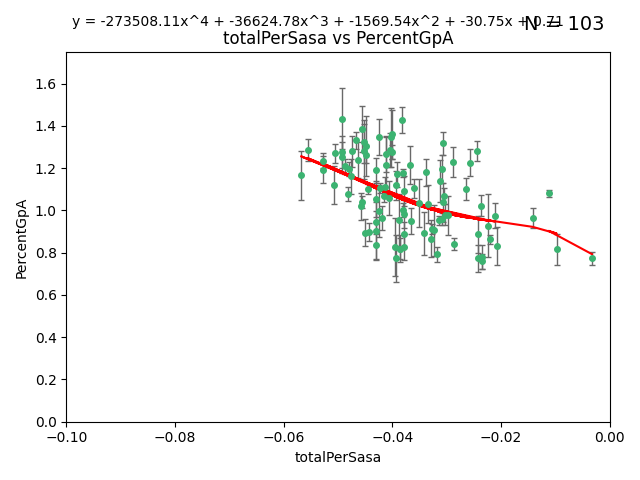 y = -273508.11x^4 + -36624.78x^3 + -1569.54x^2 + -30.75x + 0.71
N = 103
totalPerSasa vs PercentGpA
1.6
1.4
1.2
1.0
0.8
0.6
0.4
0.2
0.0
PercentGpA
-0.10 -0.08 -0.06 -0.04 -0.02 0.00
totalPerSasa